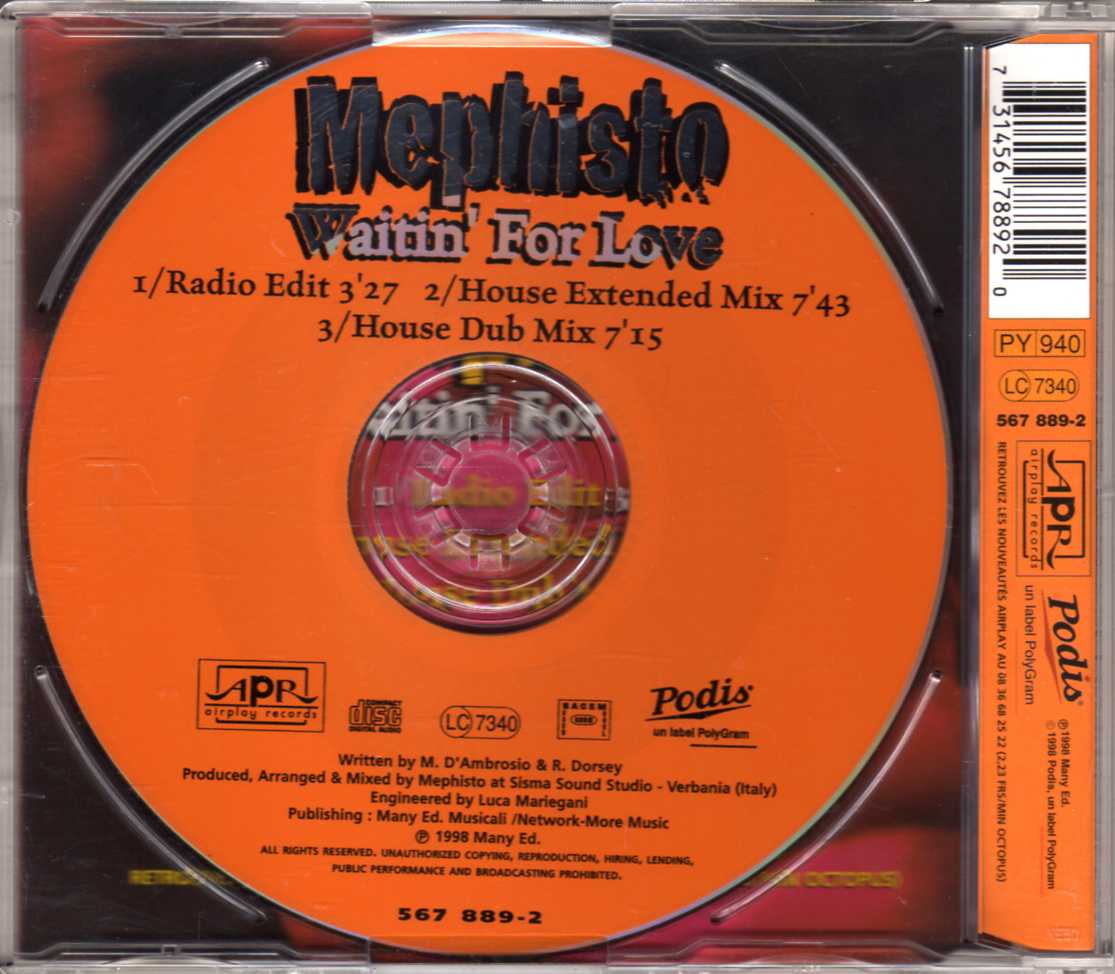 Mephisto
Waitin' For Love
1/Radio Edit 3'27 2/House Extended Mix 7'43
3/House Dub Mix 7'15
aitin' For
Radio Edit
APR
airplay records
COMPACT
disc
DIGITAL AUDIO
LC 7340
SACEM
Podis
un label PolyGram
Written by M. D'Ambrosio & R. Dorsey
Produced, Arranged & Mixed by Mephisto at Sisma Sound Studio - Verbania (Italy)
Engineered by Luca Mariegani
Publishing : Many Ed. Musicali /Network-More Music
℗ 1998 Many Ed.
ALL RIGHTS RESERVED. UNAUTHORIZED COPYING, REPRODUCTION, HIRING, LENDING,
PUBLIC PERFORMANCE AND BROADCASTING PROHIBITED.
567 889-2
OCTOPUS)
7 31456 78892 0
PY 940
LC 7340
567 889-2
APR
airplay records
Podis
un label PolyGram
℗ 1998 Many Ed.
© 1998 Podis, un label PolyGram
RETROUVEZ LES NOUVEAUTÉS AIRPLAY AU 08 36 68 25 22 (2,23 FRS/MIN OCTOPUS)